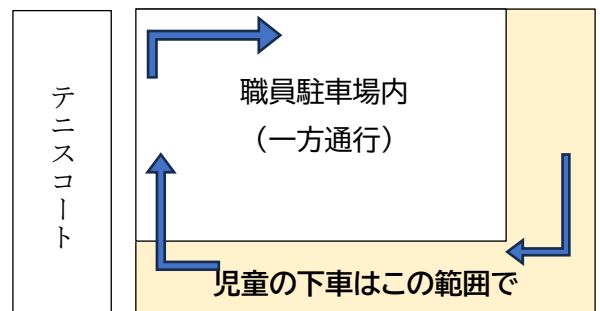 テニスコート
職員駐車場内
（一方通行）
児童の下車はこの範囲で